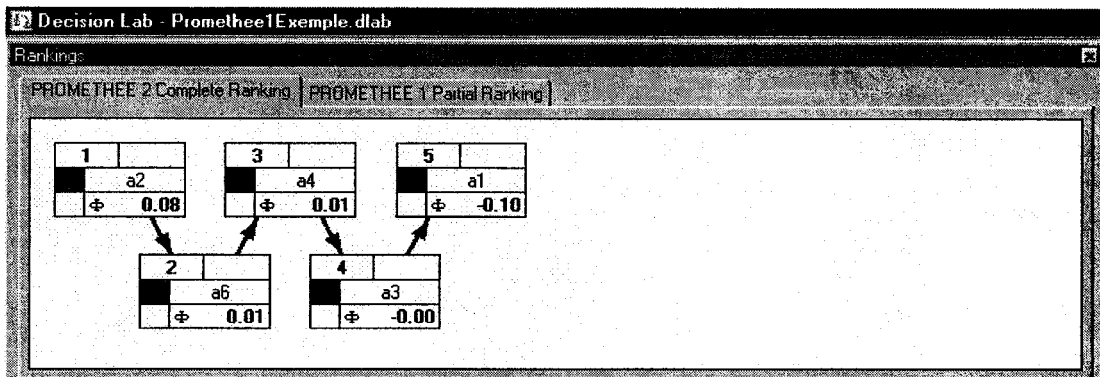 Decision Lab - Promethee1Exemple.dlab
Rankings
PROMETHEE 2 Complete Ranking PROMETHEE 1 Partial Ranking
1 3 5
a2 a4 a1
Φ 0.08 Φ 0.01 Φ -0.10
2 4
a6 a3
Φ 0.01 Φ -0.00